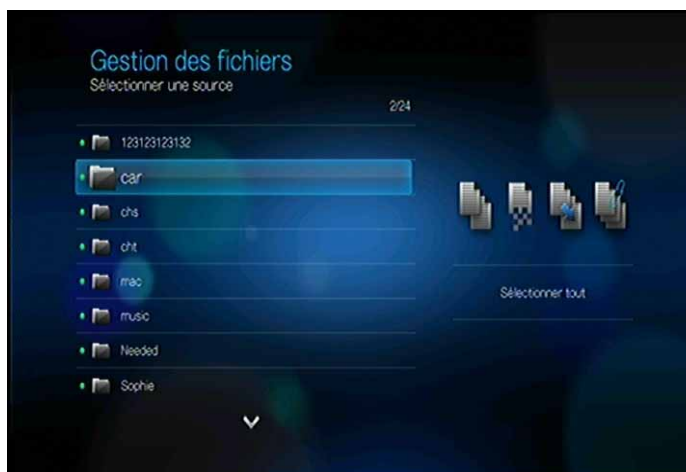 Gestion des fichiers
Sélectionner une source
2/24
123123123132
car
chs
cht
mac
music
Needed
Sophie
Sélectionner tout